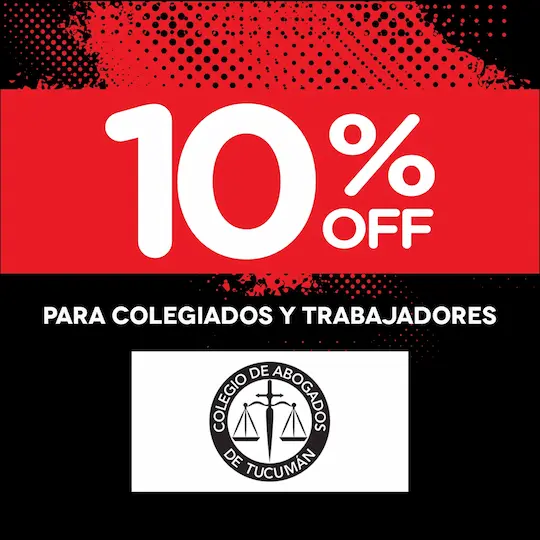 10%
OFF
PARA COLEGIADOS Y TRABAJADORES
COLEGIO DE ABOGADOS
DE TUCUMÁN